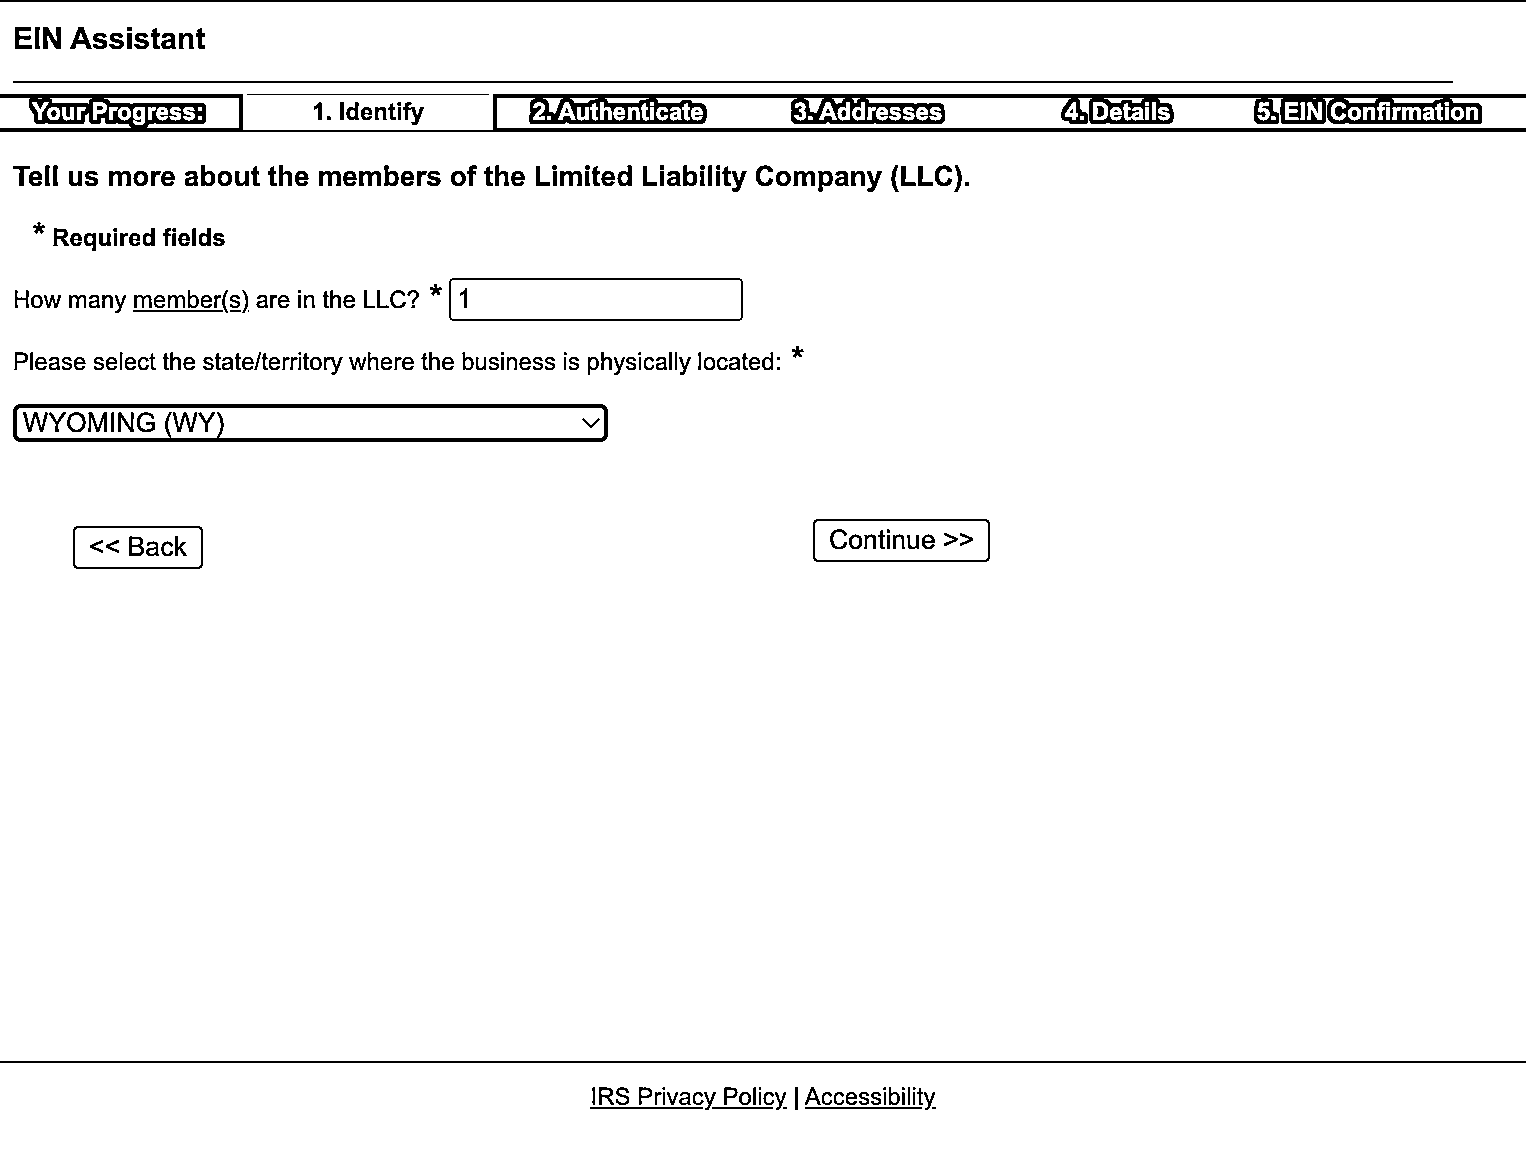 EIN Assistant
Your Progress: 1. Identify 2. Authenticate 3. Addresses 4. Details 5. EIN Confirmation
Tell us more about the members of the Limited Liability Company (LLC).
* Required fields
How many member(s) are in the LLC? * 1
Please select the state/territory where the business is physically located: *
WYOMING (WY)
<< Back Continue >>
IRS Privacy Policy | Accessibility